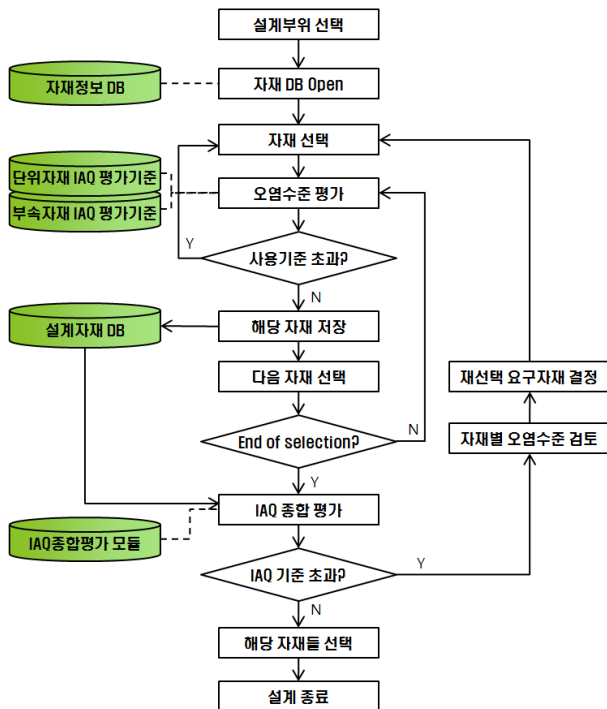 설계부위 선택
자재정보 DB
자재 DB Open
자재 선택
단위자재 IAQ 평가기준
부속자재 IAQ 평가기준
오염수준 평가
Y
사용기준 초과?
N
설계자재 DB
해당 자재 저장
다음 자재 선택
재선택 요구자재 결정
End of selection?
N
자재별 오염수준 검토
Y
IAQ 종합 평가
IAQ종합평가 모듈
IAQ 기준 초과?
Y
N
해당 자재들 선택
설계 종료